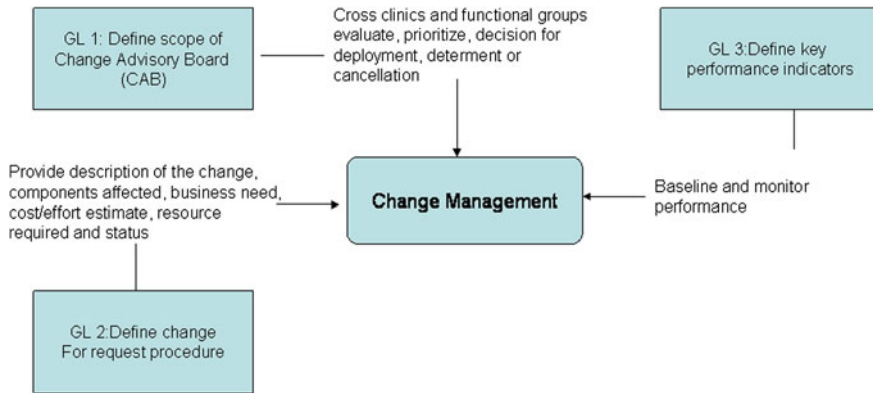 GL 1: Define scope of
Change Advisory Board
(CAB)
Cross clinics and functional groups
evaluate, prioritize, decision for
deployment, determent or
cancellation
GL 3:Define key
performance indicators
Provide description of the change,
components affected, business need,
cost/effort estimate, resource
required and status
Change Management
Baseline and monitor
performance
GL 2:Define change
For request procedure